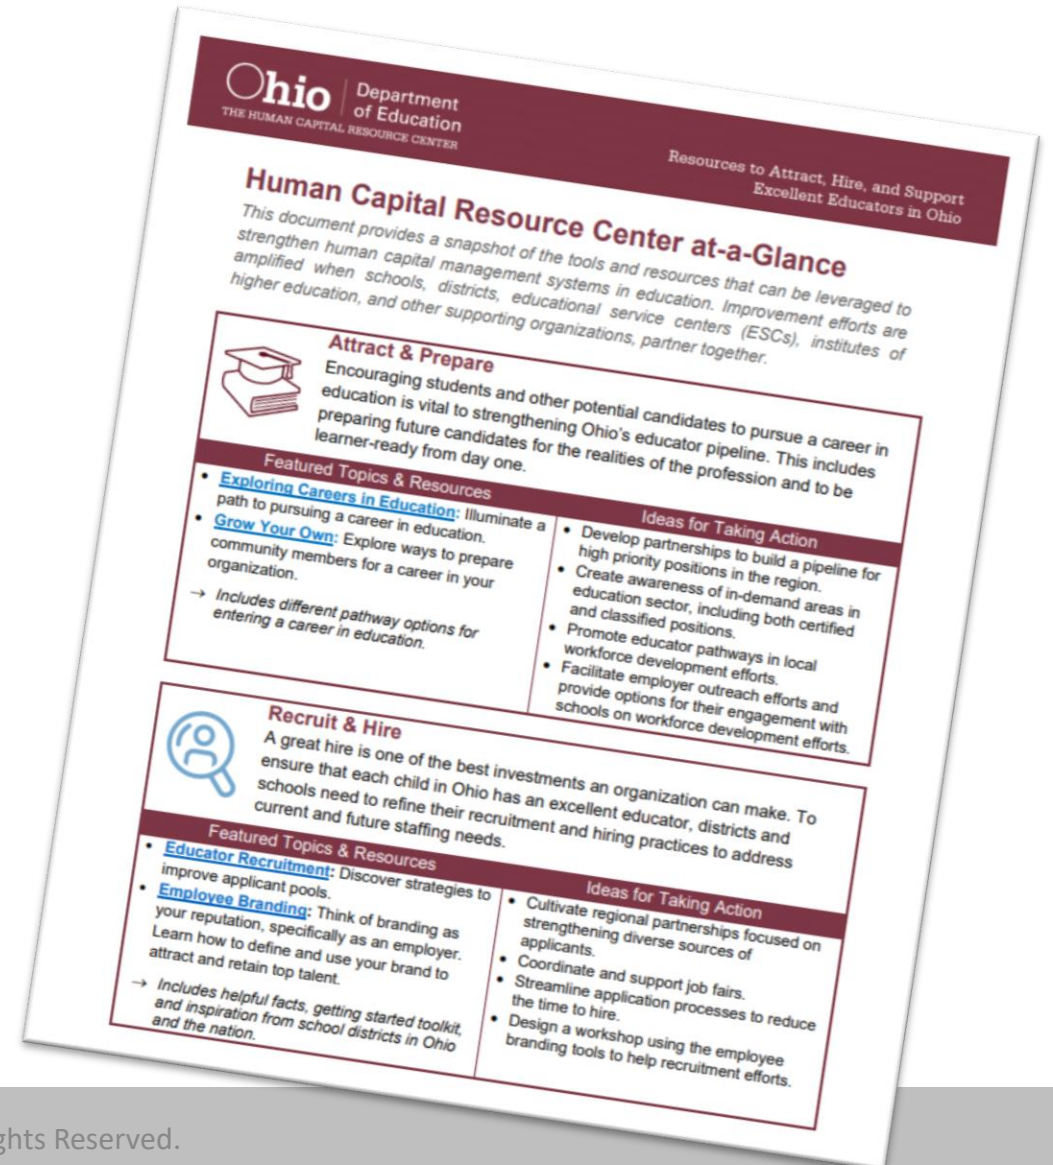 Ohio
Department
of Education
THE HUMAN CAPITAL RESOURCE CENTER
Resources to Attract, Hire, and Support
Excellent Educators in Ohio
Human Capital Resource Center at-a-Glance
This document provides a snapshot of the tools and resources that can be leveraged to
strengthen human capital management systems in education. Improvement efforts are
amplified when schools, districts, educational service centers (ESCs), institutes of
higher education, and other supporting organizations, partner together.
Attract & Prepare
Encouraging students and other potential candidates to pursue a career in
education is vital to strengthening Ohio's educator pipeline. This includes
preparing future candidates for the realities of the profession and to be
learner-ready from day one.
Featured Topics & Resources
• Exploring Careers in Education: Illuminate a
path to pursuing a career in education.
• Grow Your Own: Explore ways to prepare
community members for a career in your
organization.
→ Includes different pathway options for
entering a career in education.
Ideas for Taking Action
• Develop partnerships to build a pipeline for
high priority positions in the region.
• Create awareness of in-demand areas in
education sector, including both certified
and classified positions.
• Promote educator pathways in local
workforce development efforts.
• Facilitate employer outreach efforts and
provide options for their engagement with
schools on workforce development efforts.
Recruit & Hire
A great hire is one of the best investments an organization can make. To
ensure that each child in Ohio has an excellent educator, districts and
schools need to refine their recruitment and hiring practices to address
current and future staffing needs.
Featured Topics & Resources
• Educator Recruitment: Discover strategies to
improve applicant pools.
• Employee Branding: Think of branding as
your reputation, specifically as an employer.
Learn how to define and use your brand to
attract and retain top talent.
→ Includes helpful facts, getting started toolkit,
and inspiration from school districts in Ohio
and the nation.
Ideas for Taking Action
• Cultivate regional partnerships focused on
strengthening diverse sources of
applicants.
• Coordinate and support job fairs.
• Streamline application processes to reduce
the time to hire.
• Design a workshop using the employee
branding tools to help recruitment efforts.
ghts Reserved.